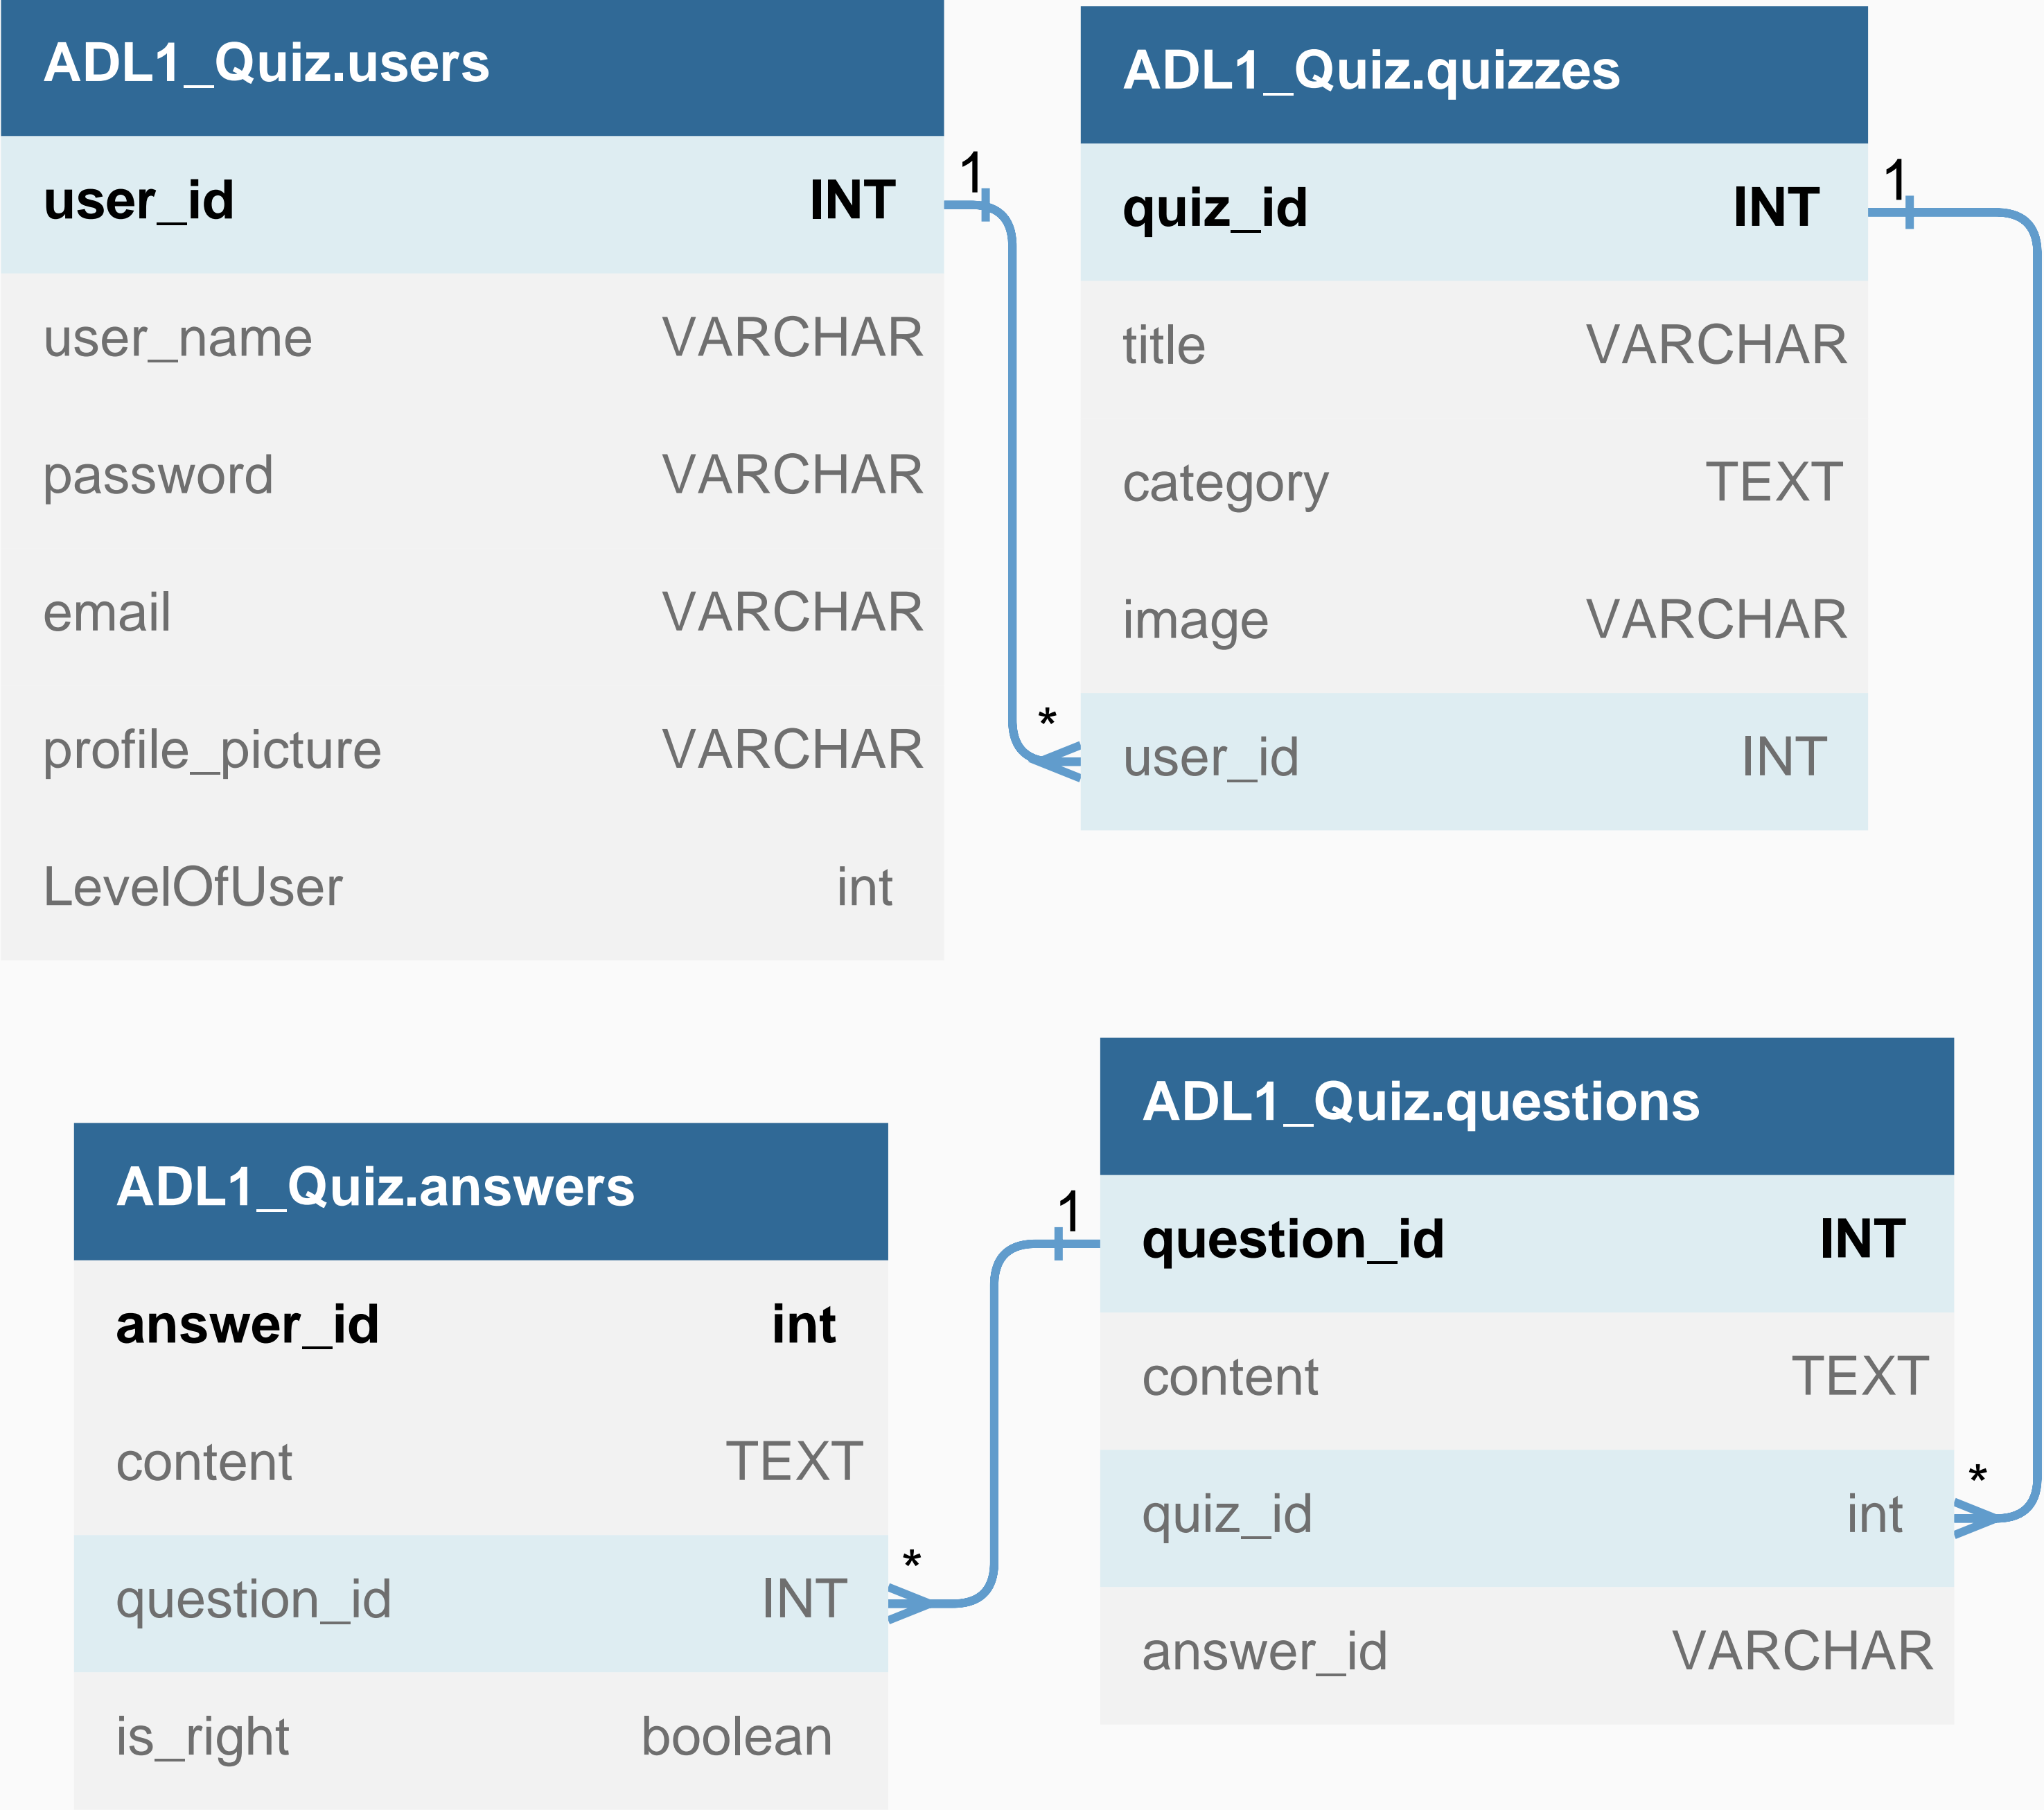 ADL1_Quiz.users
user_id INT 1
user_name VARCHAR
password VARCHAR
email VARCHAR
profile_picture VARCHAR
LevelOfUser int
ADL1_Quiz.quizzes
quiz_id INT 1
title VARCHAR
category TEXT
image VARCHAR
* user_id INT
ADL1_Quiz.answers
answer_id int
content TEXT
question_id INT *
is_right boolean
ADL1_Quiz.questions
1 question_id INT
content TEXT
quiz_id int *
answer_id VARCHAR